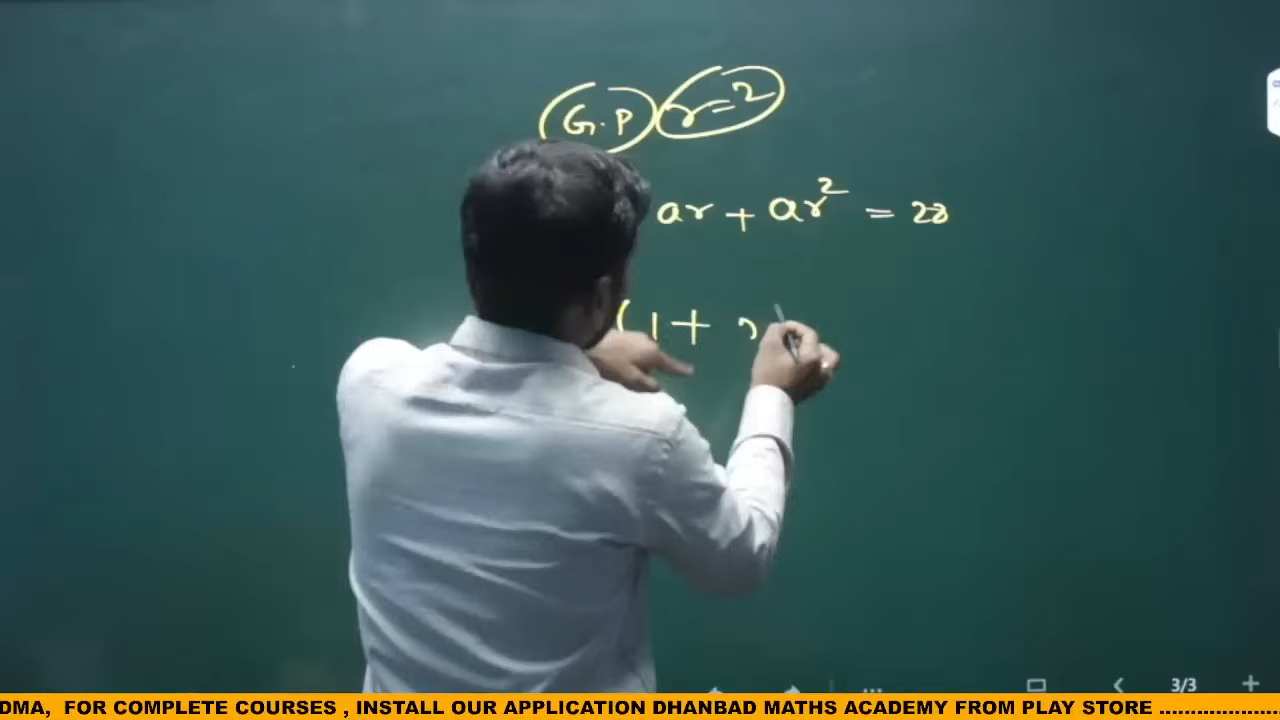 G.P r=2
ar + ar² = 28
(1 +
3/3
DMA, FOR COMPLETE COURSES , INSTALL OUR APPLICATION DHANBAD MATHS ACADEMY FROM PLAY STORE ......................